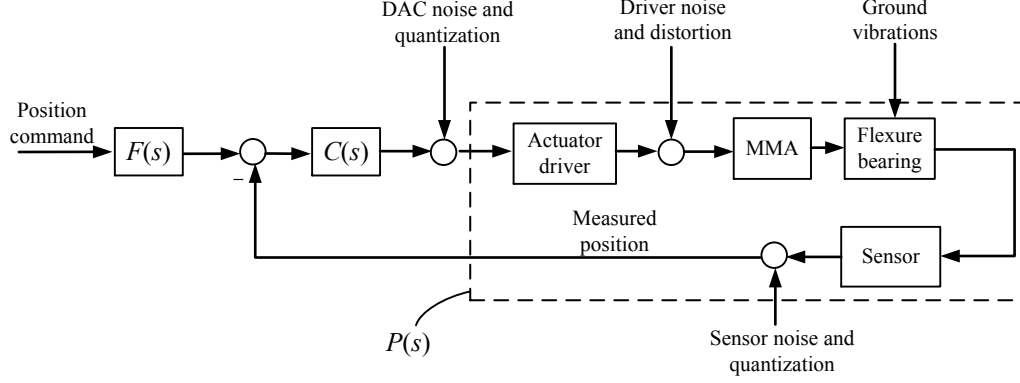 DAC noise and
quantization
Driver noise
and distortion
Ground
vibrations
Position
command
F(s)
–
C(s)
Actuator
driver
MMA
Flexure
bearing
Measured
position
Sensor
P(s)
Sensor noise and
quantization